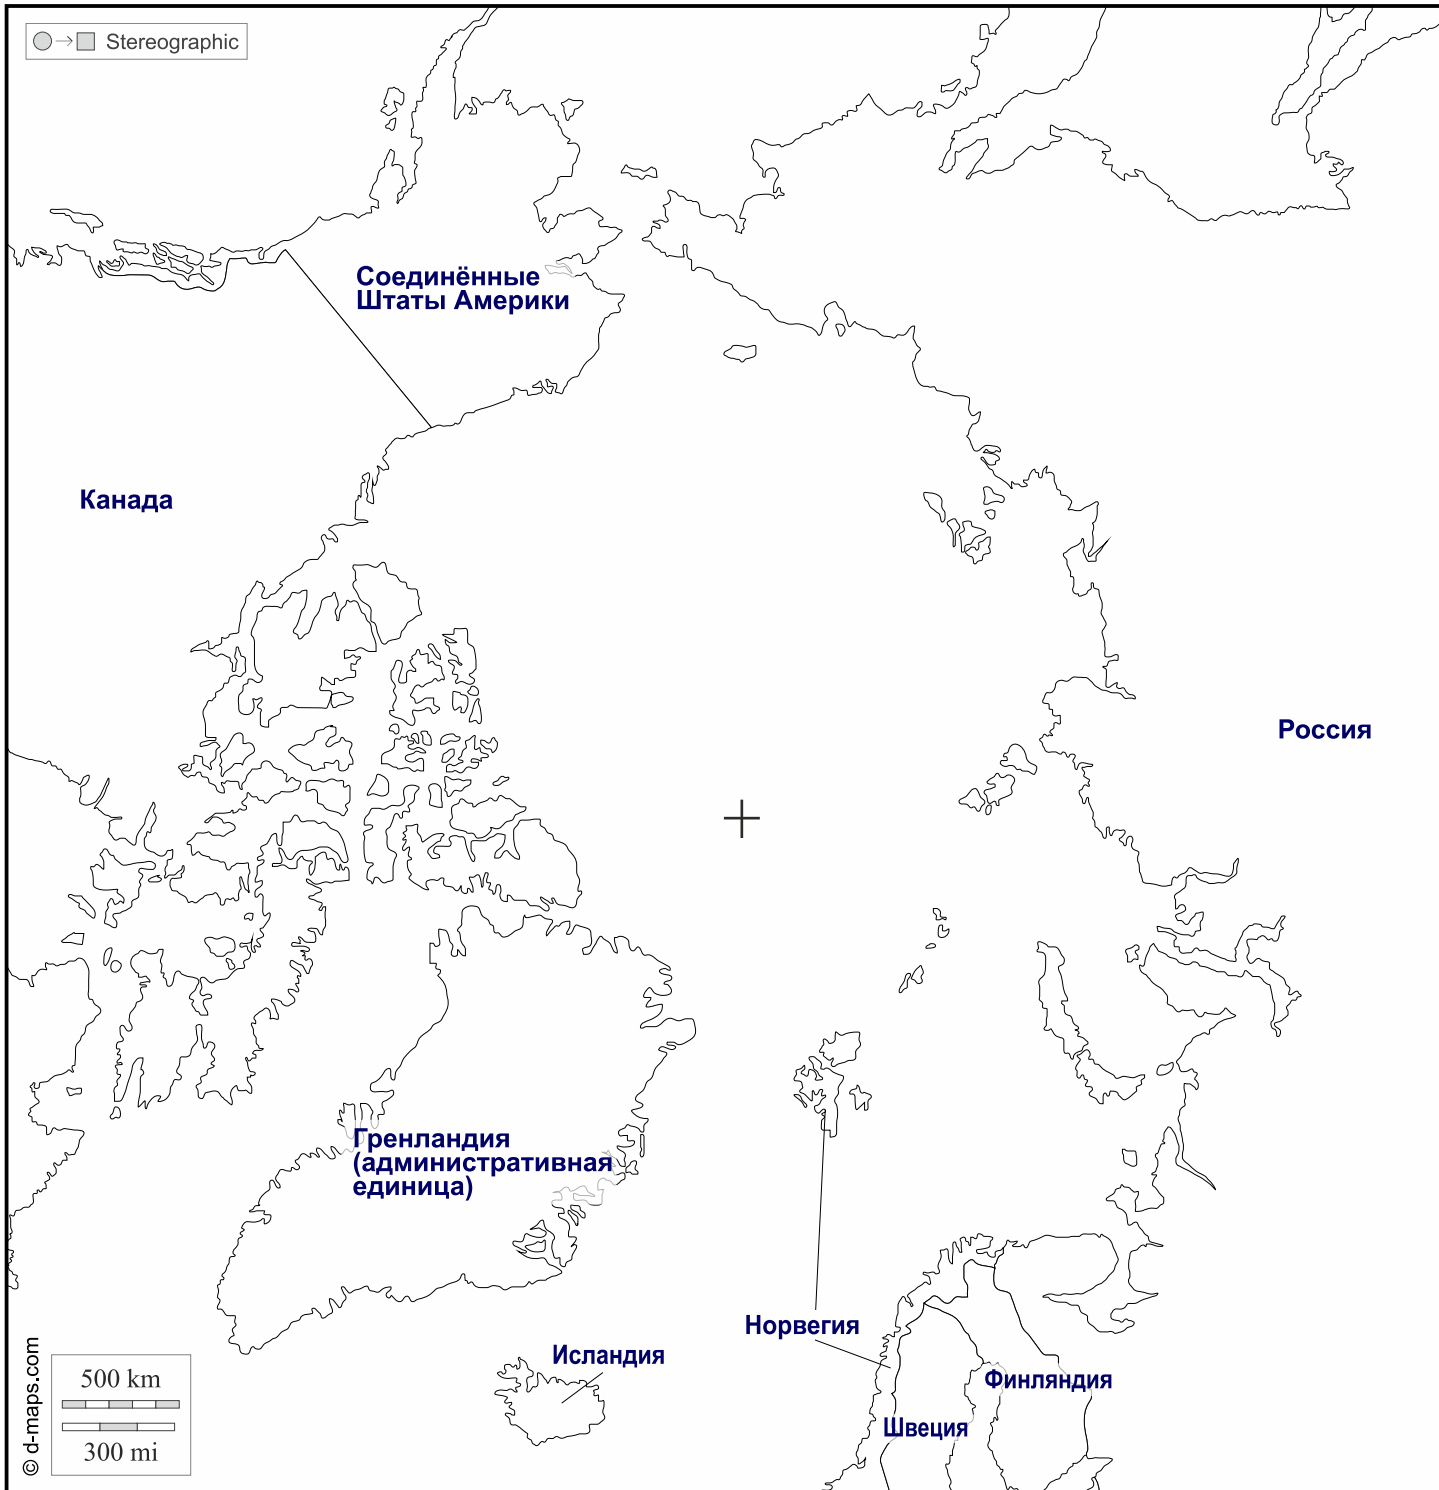 Stereographic
Соединённые
Штаты Америки
Канада
Россия
Гренландия
(административная
единица)
Норвегия
Исландия
Финляндия
Швеция
500 km
300 mi
© d-maps.com